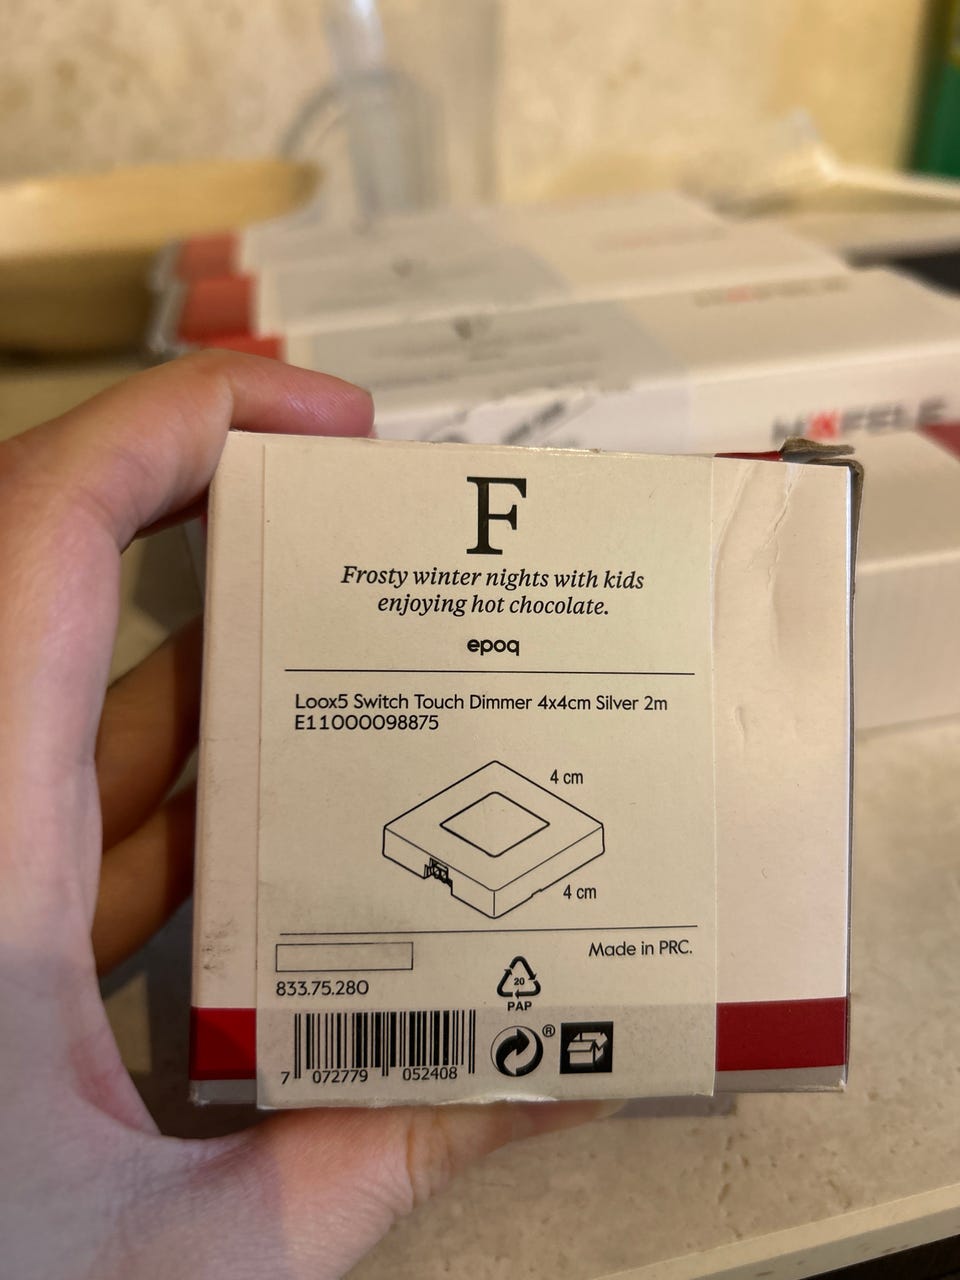 HÄFELE
F
Frosty winter nights with kids
enjoying hot chocolate.
epoq
Loox5 Switch Touch Dimmer 4x4cm Silver 2m
E11000098875
4 cm
4 cm
Made in PRC.
833.75.280
20
PAP
®
7 072779 052408